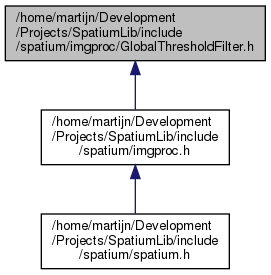 /home/martijn/Development
/Projects/SpatiumLib/include
/spatium/imgproc/GlobalThresholdFilter.h
/home/martijn/Development
/Projects/SpatiumLib/include
/spatium/imgproc.h
/home/martijn/Development
/Projects/SpatiumLib/include
/spatium/spatium.h